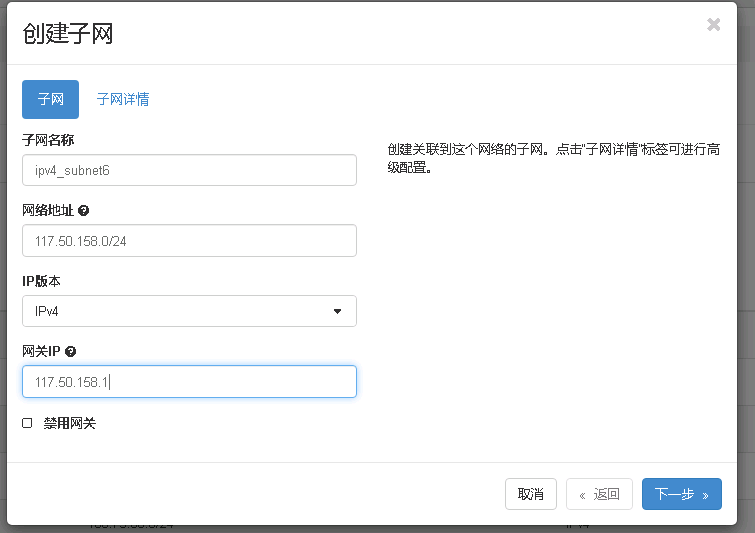 创建子网
×
子网 子网详情
子网名称
ipv4_subnet6
创建关联到这个网络的子网。点击"子网详情"标签可进行高
级配置。
网络地址
117.50.158.0/24
IP版本
IPv4
网关IP
117.50.158.1
禁用网关
取消 « 返回 下一步 »